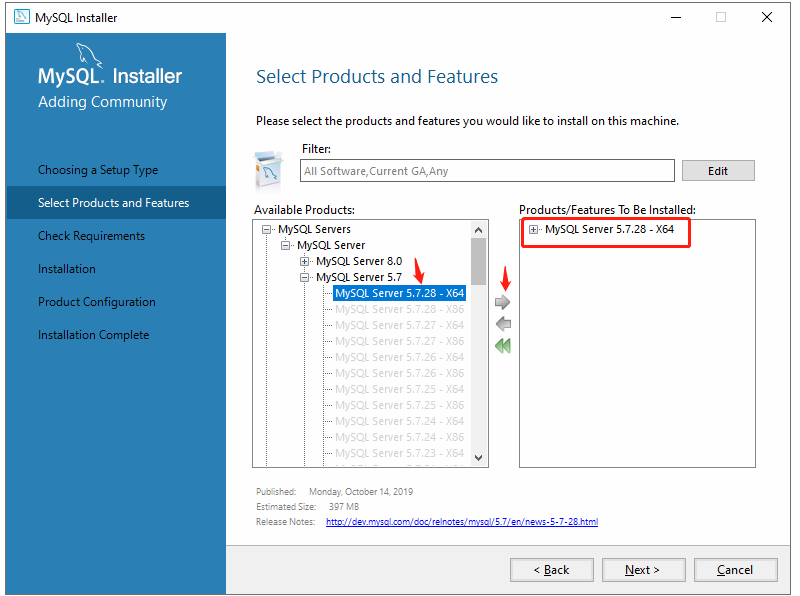 MySQL Installer
MySQL. Installer
Adding Community
Choosing a Setup Type
Select Products and Features
Check Requirements
Installation
Product Configuration
Installation Complete
Select Products and Features
Please select the products and features you would like to install on this machine.
Filter:
All Software,Current GA,Any
Edit
Available Products:
MySQL Servers
MySQL Server
MySQL Server 8.0
MySQL Server 5.7
MySQL Server 5.7.28 - X64
MySQL Server 5.7.28 - X86
MySQL Server 5.7.27 - X64
MySQL Server 5.7.27 - X86
MySQL Server 5.7.26 - X64
MySQL Server 5.7.26 - X86
MySQL Server 5.7.25 - X64
MySQL Server 5.7.25 - X86
MySQL Server 5.7.24 - X64
MySQL Server 5.7.24 - X86
MySQL Server 5.7.23 - X64
Products/Features To Be Installed:
MySQL Server 5.7.28 - X64
Published: Monday, October 14, 2019
Estimated Size: 397 MB
Release Notes: http://dev.mysql.com/doc/relnotes/mysql/5.7/en/news-5-7-28.html
< Back
Next >
Cancel